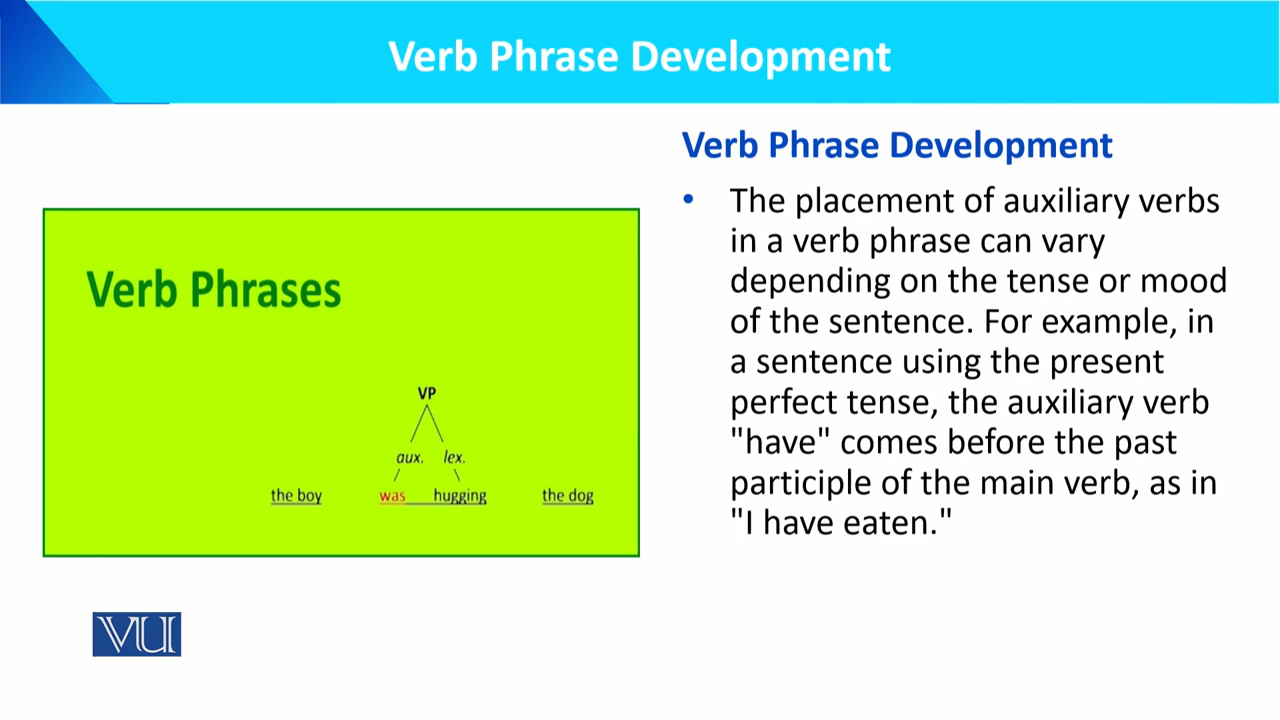 Verb Phrase Development
Verb Phrases
VP
aux. lex.
the boy was hugging the dog
Verb Phrase Development
• The placement of auxiliary verbs
in a verb phrase can vary
depending on the tense or mood
of the sentence. For example, in
a sentence using the present
perfect tense, the auxiliary verb
"have" comes before the past
participle of the main verb, as in
"I have eaten."
VU